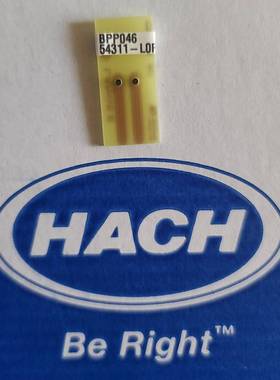 BPP046
54311-LOF
HACH
Be Right™